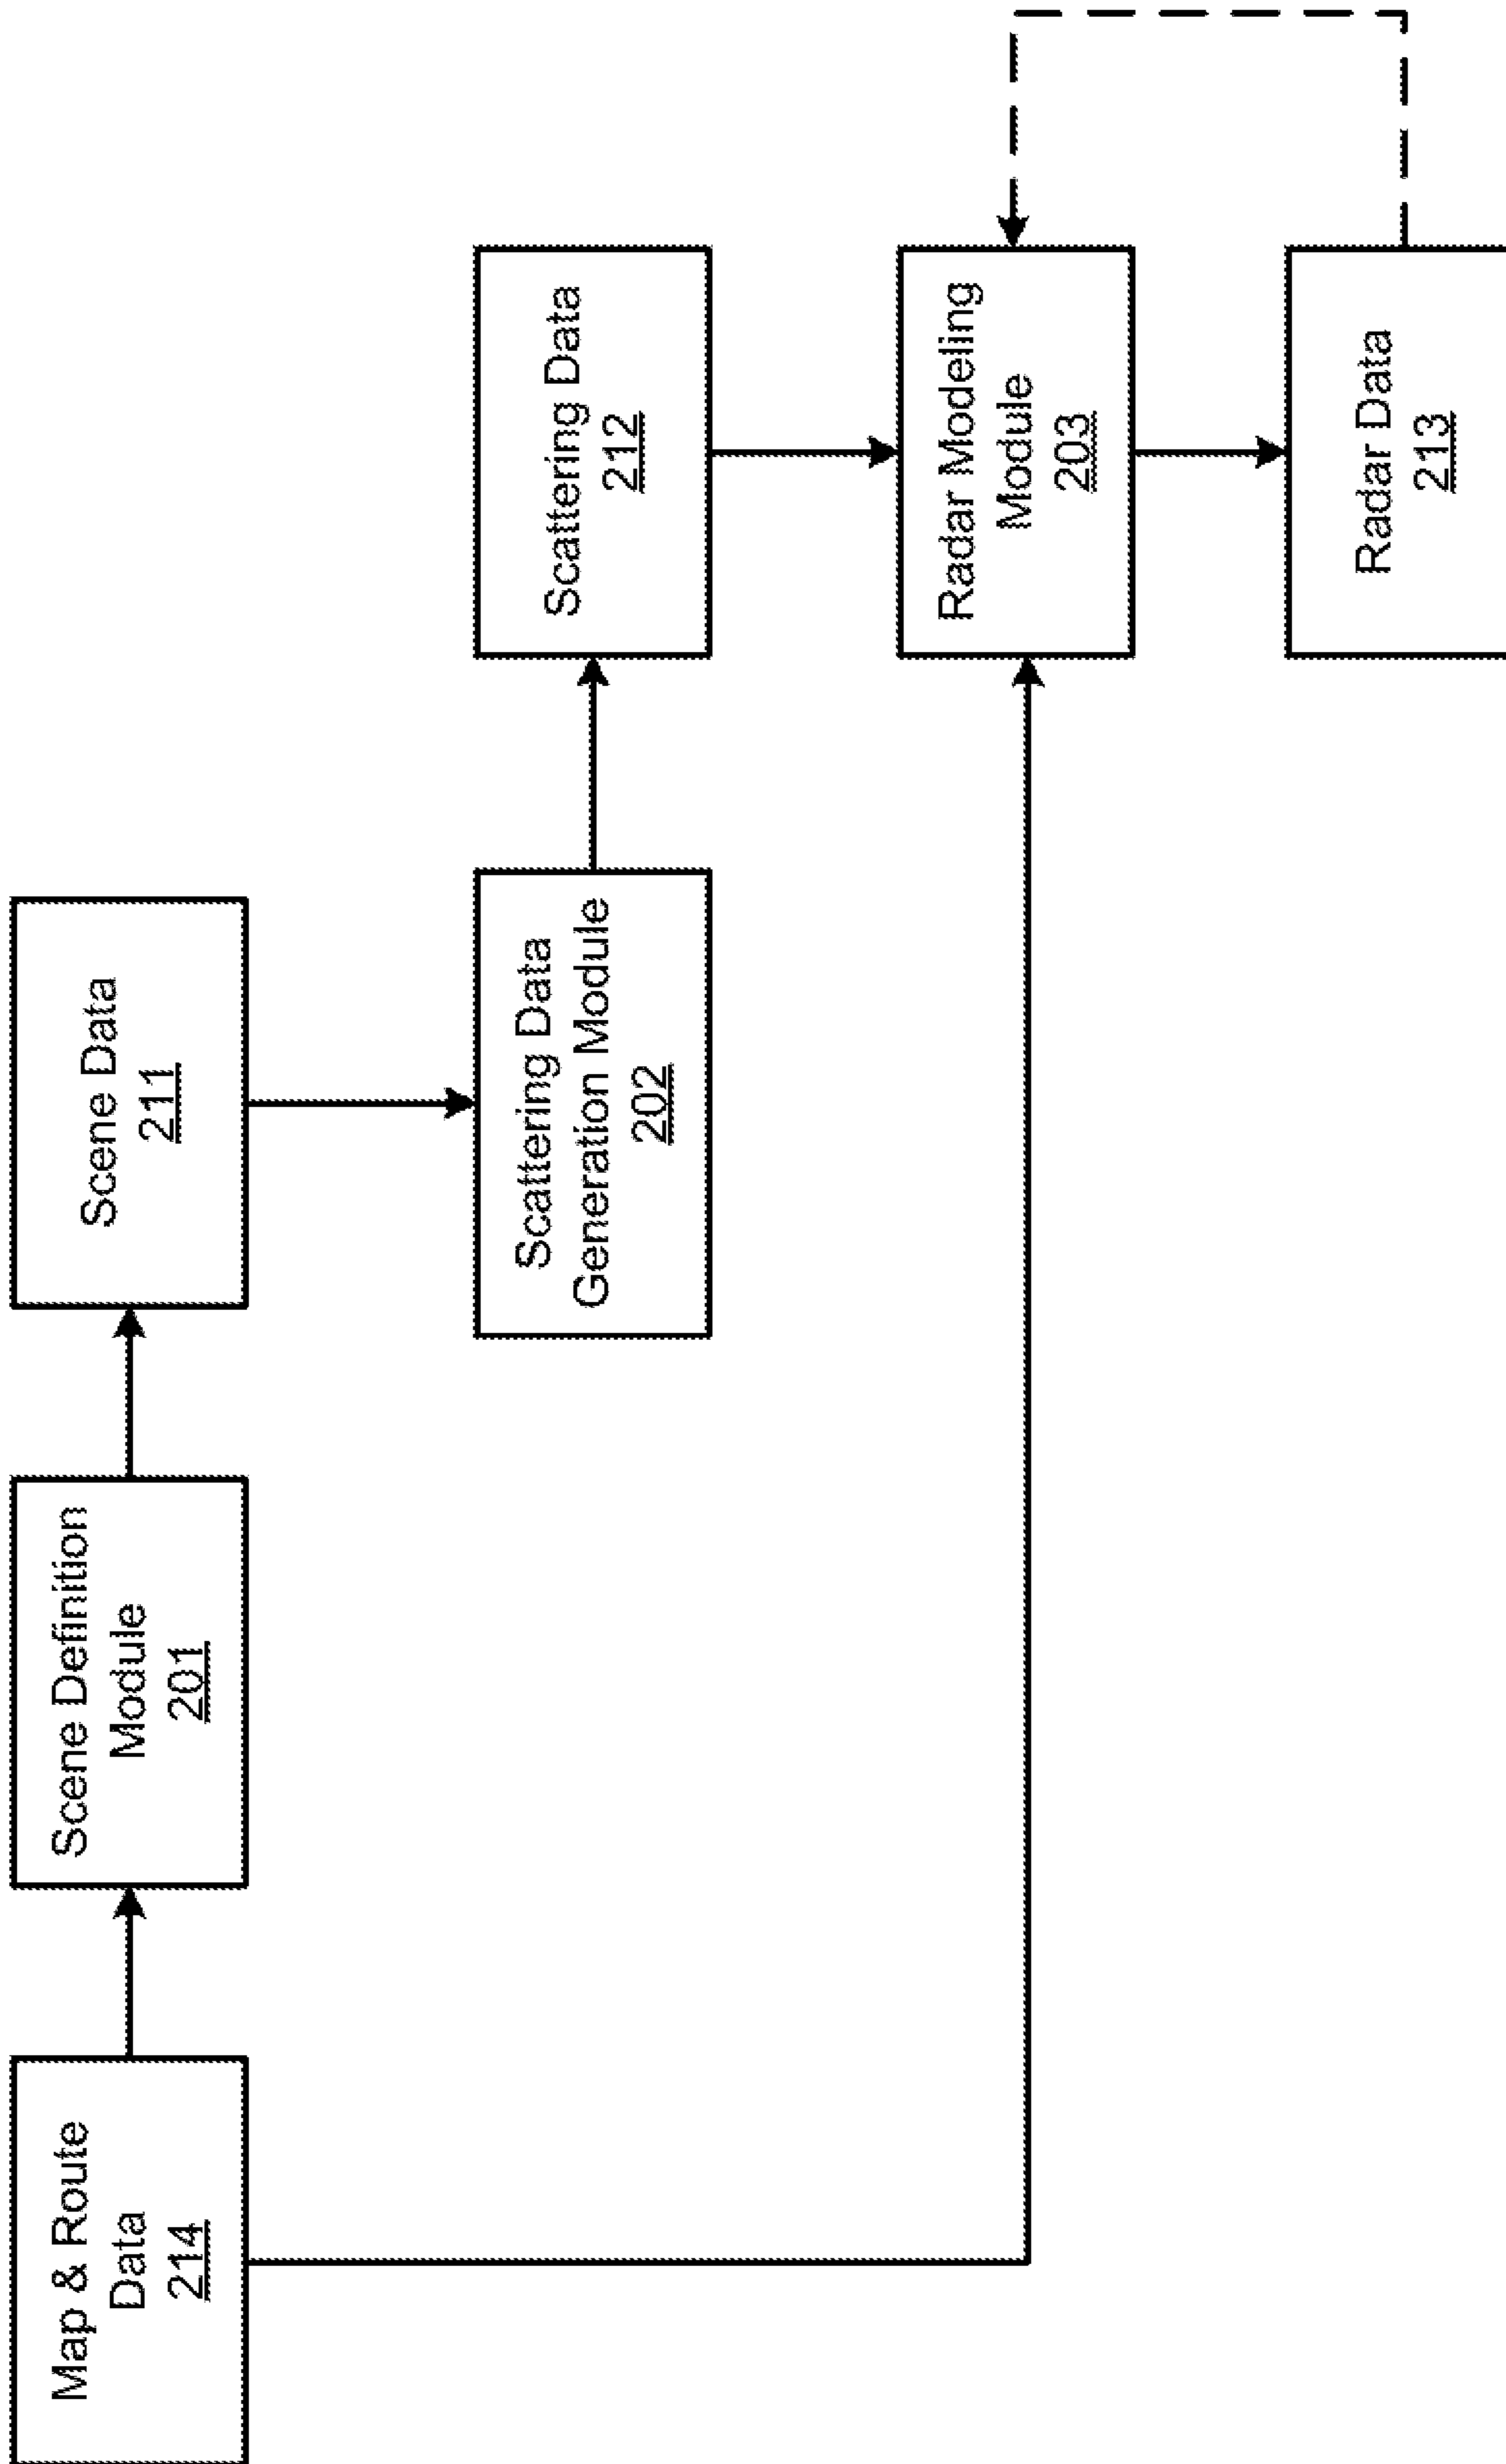 Map & Route
Data
214
Scene Definition
Module
201
Scene Data
211
Scattering Data
Generation Module
202
Scattering Data
212
Radar Modeling
Module
203
Radar Data
213